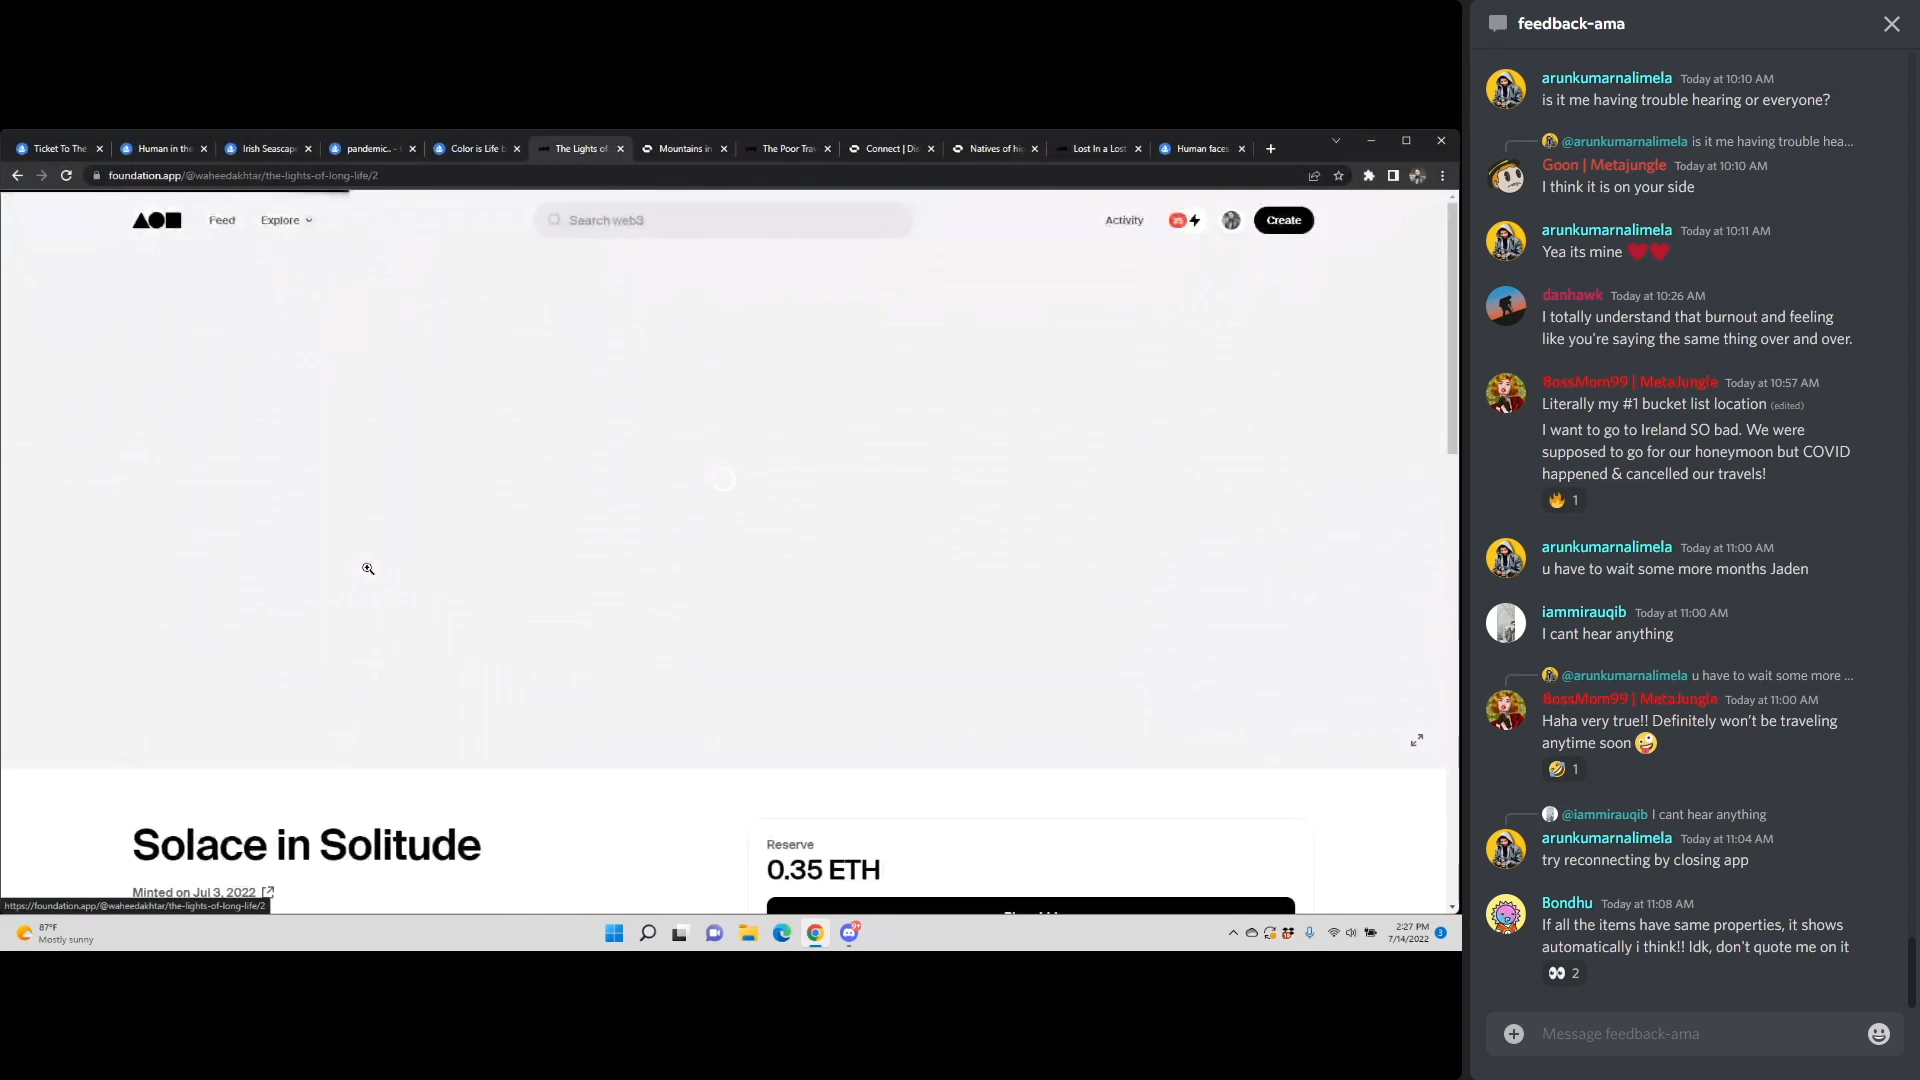 feedback-ama
arunkumarnalimela Today at 10:10 AM
is it me having trouble hearing or everyone?
@arunkumarnalimela is it me having trouble hea...
Goon | Metajungle Today at 10:10 AM
I think it is on your side
arunkumarnalimela Today at 10:11 AM
Yea its mine
danhawk Today at 10:26 AM
I totally understand that burnout and feeling
like you're saying the same thing over and over.
BossMom99 | MetaJungle Today at 10:57 AM
Literally my #1 bucket list location (edited)
I want to go to Ireland SO bad. We were
supposed to go for our honeymoon but COVID
happened & cancelled our travels!
1
arunkumarnalimela Today at 11:00 AM
u have to wait some more months Jaden
iammirauqib Today at 11:00 AM
I cant hear anything
@arunkumarnalimela u have to wait some more ...
BossMom99 | MetaJungle Today at 11:00 AM
Haha very true!! Definitely won't be traveling
anytime soon
1
@iammirauqib I cant hear anything
arunkumarnalimela Today at 11:04 AM
try reconnecting by closing app
Bondhu Today at 11:08 AM
If all the items have same properties, it shows
automatically i think!! Idk, don't quote me on it
2
Message feedback-ama
Ticket To The Human in the Irish Seascap pandemic.. - Color is Life b The Lights of Mountains in The Poor Trav Connect | Dis Natives of hig Lost In a Lost Human faces
foundation.app/@waheedakhtar/the-lights-of-long-life/2
Feed Explore Search web3 Activity 25 Create
Solace in Solitude
Minted on Jul 3, 2022
Reserve
0.35 ETH
https://foundation.app/@waheedakhtar/the-lights-of-long-life/2
87°F
Mostly sunny
2:27 PM
7/14/2022
3